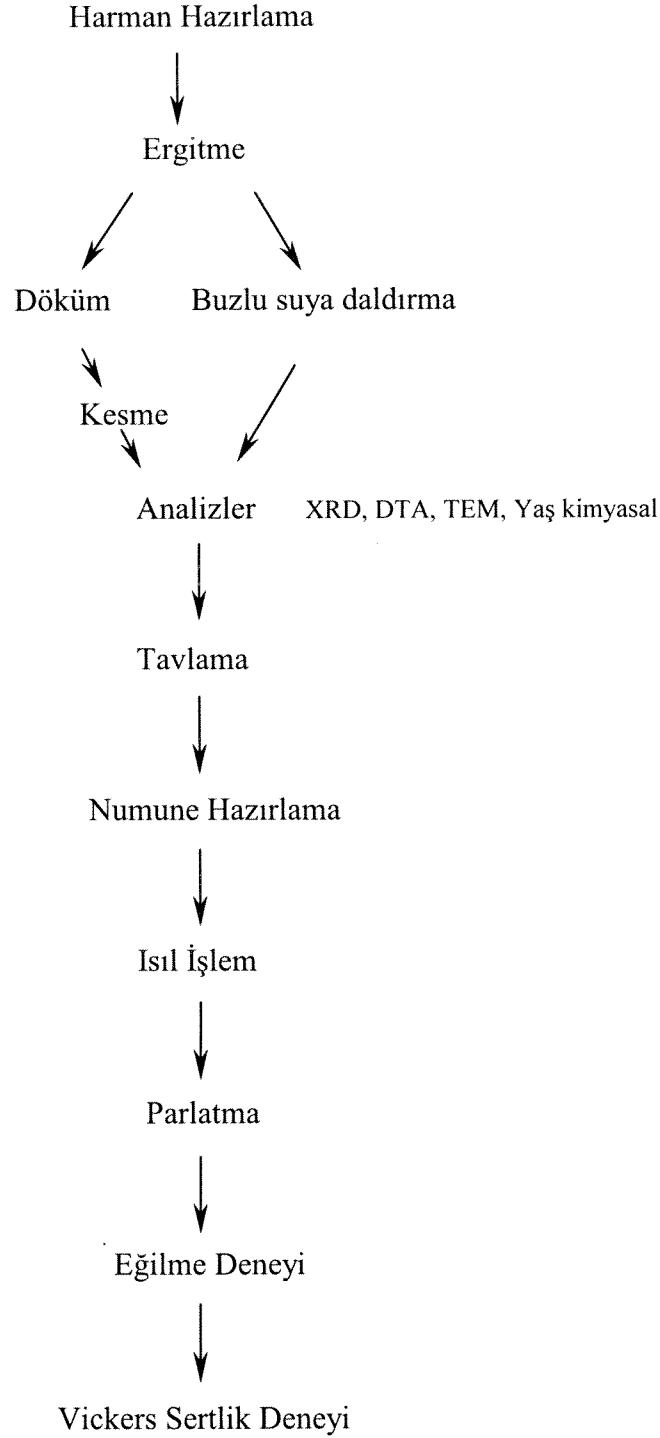 Harman Hazırlama
Ergitme
Döküm Buzlu suya daldırma
Kesme
Analizler XRD, DTA, TEM, Yaş kimyasal
Tavlama
Numune Hazırlama
Isıl İşlem
Parlatma
Eğilme Deneyi
Vickers Sertlik Deneyi